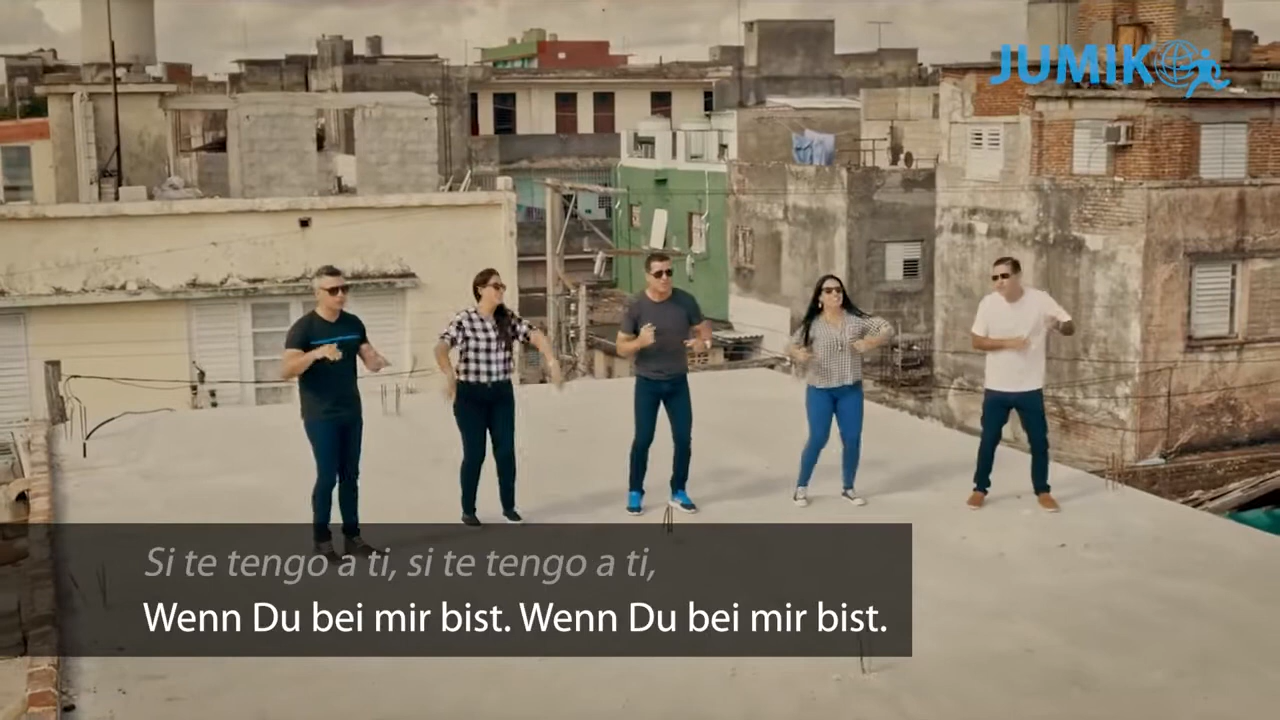 JUMIK
Si te tengo a ti, si te tengo a ti,
Wenn Du bei mir bist. Wenn Du bei mir bist.